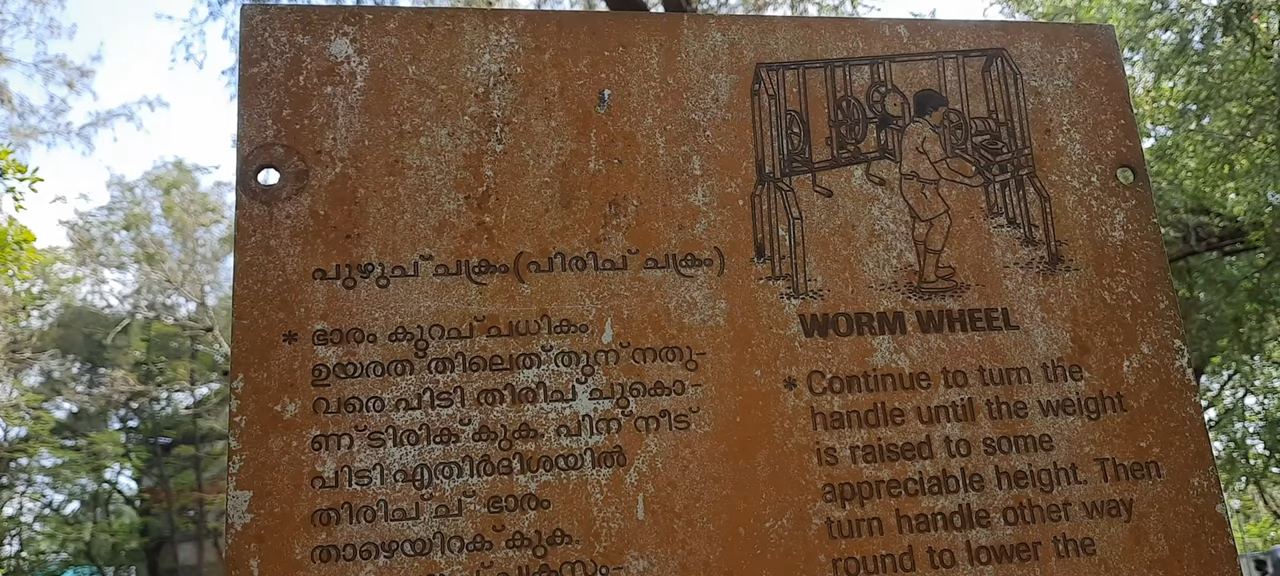 പുഴുച് ചക്രം (പിരിച് ചക്രം)
* ഭാരം കുറച് ചധികം
ഉയരത് തിലെത് തുന് നതു-
വരെ പിടി തിരിച് ചുകൊ-
ണ് ടിരിക് കുക. പിന് നീട്
പിടി എതിർദിശയിൽ
തിരിച് ച് ഭാരം
താഴെയിറക് കുക.
WORM WHEEL
* Continue to turn the
handle until the weight
is raised to some
appreciable height. Then
turn handle other way
round to lower the